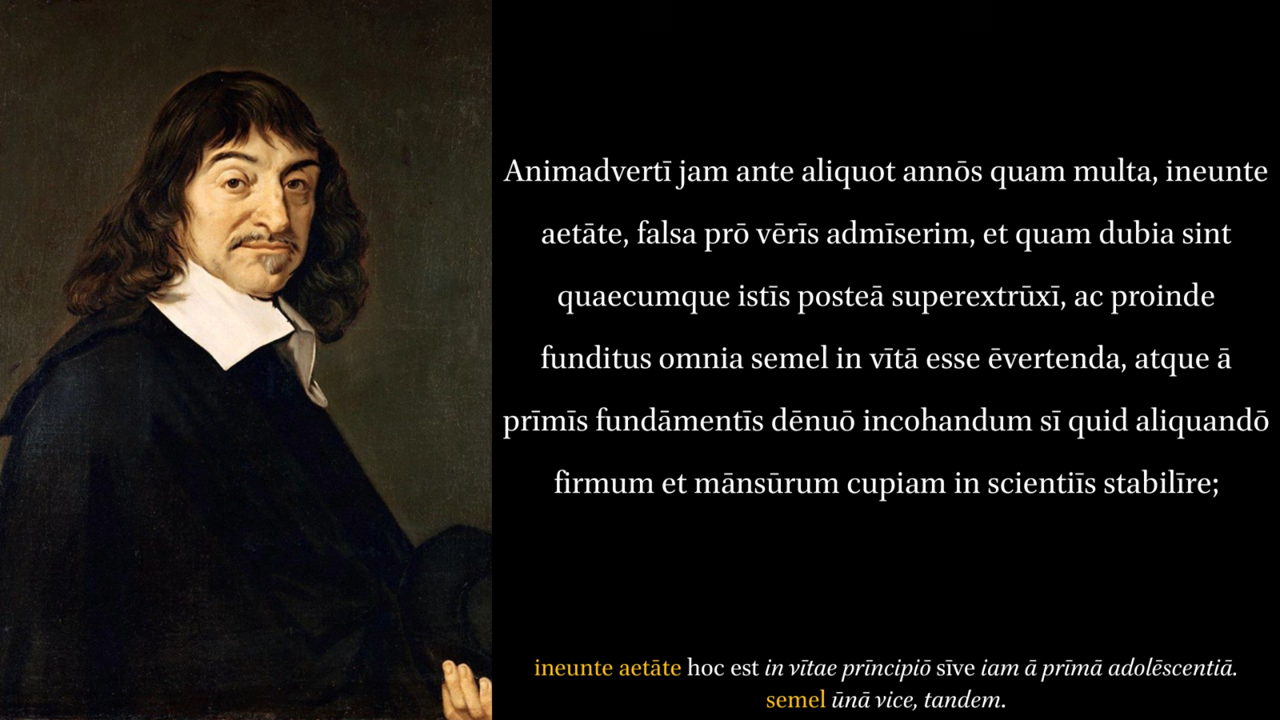 Animadvertī jam ante aliquot annōs quam multa, ineunte
aetāte, falsa prō vērīs admīserim, et quam dubia sint
quaecumque istīs posteā superextrūxī, ac proinde
funditus omnia semel in vītā esse ēvertenda, atque ā
prīmīs fundāmentīs dēnuō incohandum sī quid aliquandō
firmum et mānsūrum cupiam in scientiīs stabilīre;
ineunte aetāte hoc est in vītae prīncipiō sīve iam ā prīmā adolēscentiā.
semel ūnā vice, tandem.